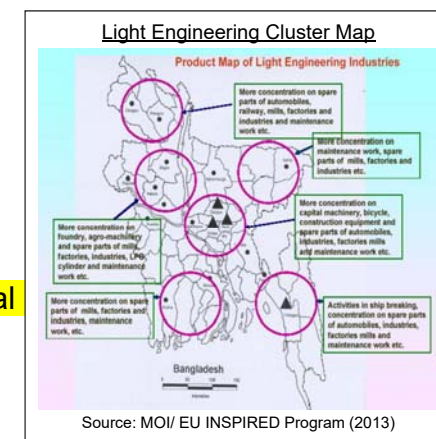 Light Engineering Cluster Map
Product Map of Light Engineering Industries
More concentration on spare
parts of automobiles,
railway, mills, factories and
industries and maintenance
work etc.
More concentration on
maintenance work, spare
parts of mills, factories and
industries etc.
More concentration on
capital machinery, bicycle,
construction equipment and
spare parts of automobiles,
industries, factories mills
and maintenance work etc.
More concentration on
foundry, agro-machinery
and spare parts of mills,
factories, industries, LPG
cylinder and maintenance
work etc.
al
More concentration on spare
parts of mills, factories and
industries, maintenance
work, etc.
Activities in ship breaking,
concentration on spare parts
of automobiles, industries,
factories mills and
maintenance work etc.
Bangladesh
Source: MOI/ EU INSPIRED Program (2013)